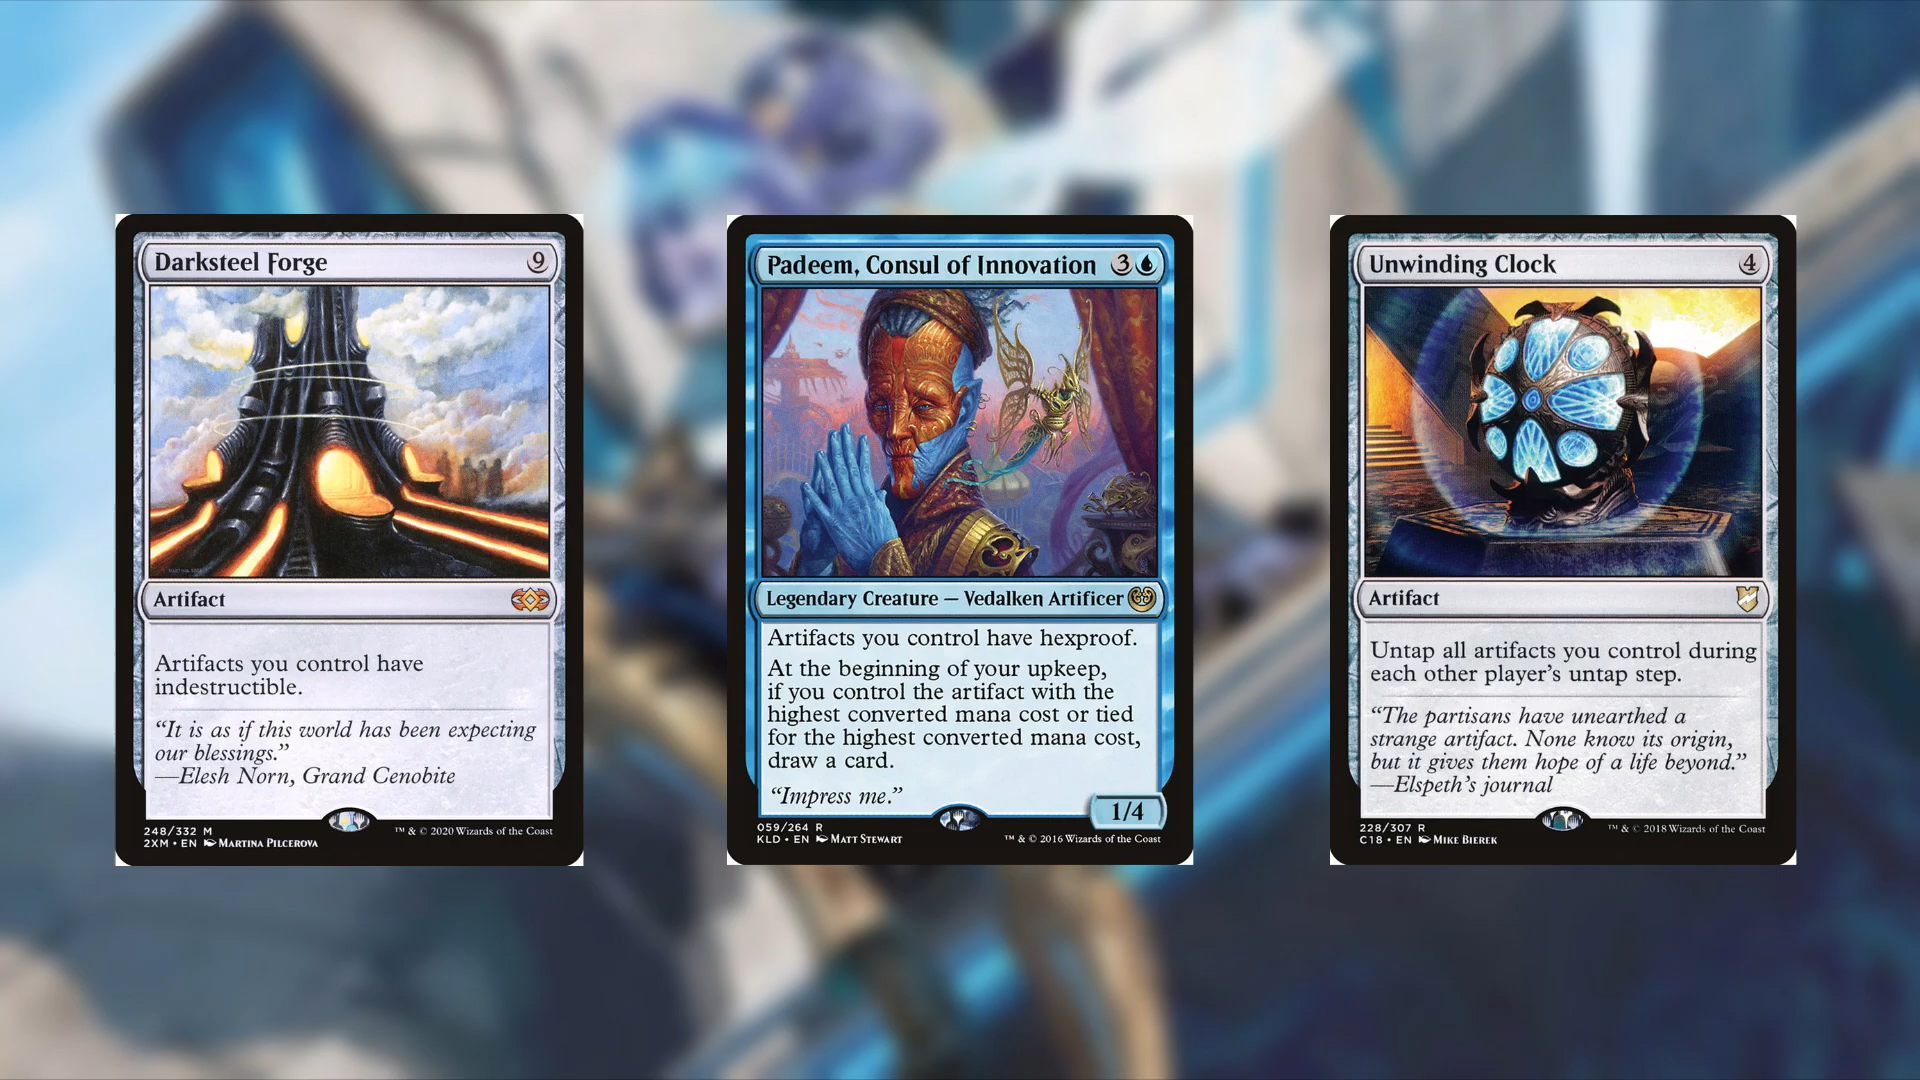 Darksteel Forge 9
Artifact
Artifacts you control have
indestructible.
“It is as if this world has been expecting
our blessings.”
—Elesh Norn, Grand Cenobite
248/332 M
2XM • EN Martina Pilcerova
™ & © 2020 Wizards of the Coast
Padeem, Consul of Innovation 3
Legendary Creature — Vedalken Artificer
Artifacts you control have hexproof.
At the beginning of your upkeep,
if you control the artifact with the
highest converted mana cost or tied
for the highest converted mana cost,
draw a card.
“Impress me.”
1/4
059/264 R
KLD • EN Matt Stewart
™ & © 2016 Wizards of the Coast
Unwinding Clock 4
Artifact
Untap all artifacts you control during
each other player’s untap step.
“The partisans have unearthed a
strange artifact. None know its origin,
but it gives them hope of a life beyond.”
—Elspeth’s journal
228/307 R
C18 • EN Mike Bierek
™ & © 2018 Wizards of the Coast